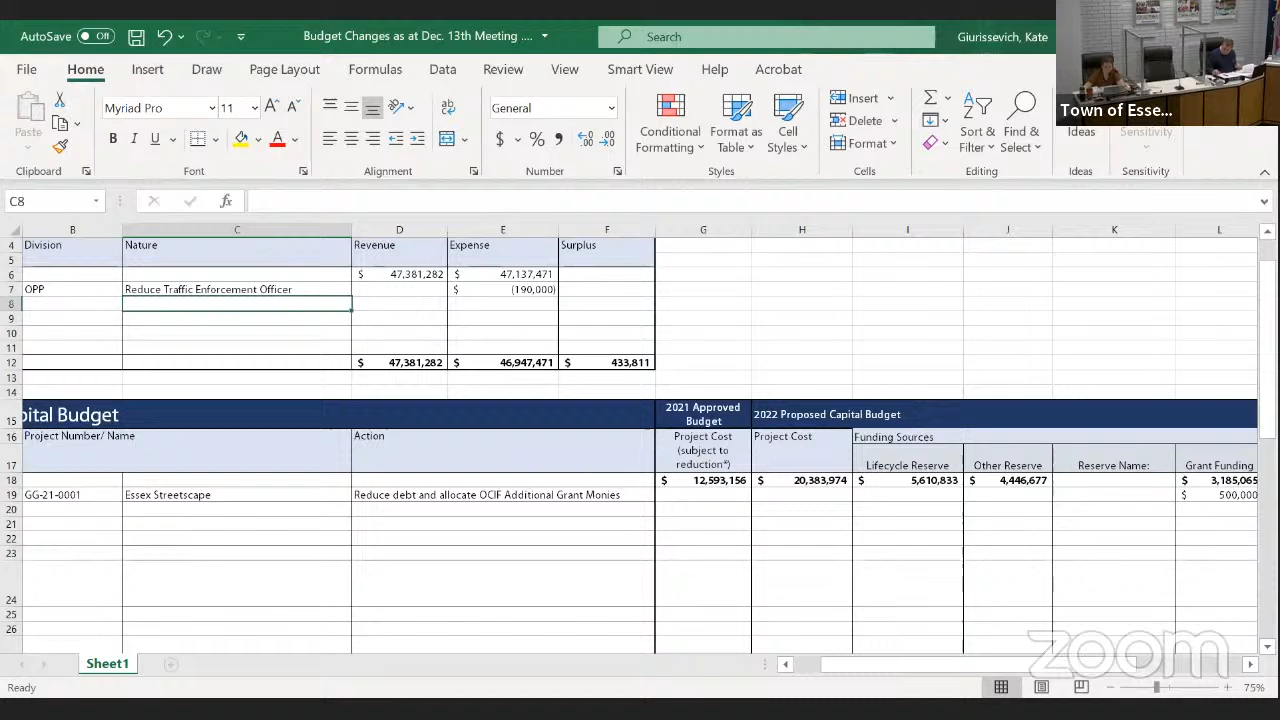 AutoSave Off Budget Changes as at Dec. 13th Meeting .... Search Giurissevich, Kate
File Home Insert Draw Page Layout Formulas Data Review View Smart View Help Acrobat
Town of Esse...
Paste Myriad Pro 11 General Conditional Formatting Format as Table Cell Styles Insert Delete Format Sort & Filter Find & Select Ideas Sensitivity
Clipboard Font Alignment Number Styles Cells Editing Ideas Sensitivity
C8 fx
B C D E F G H I J K L
4 Division Nature Revenue Expense Surplus
5
6 $ 47,381,282 $ 47,137,471
7 OPP Reduce Traffic Enforcement Officer $ (190,000)
8
9
10
11
12 $ 47,381,282 $ 46,947,471 $ 433,811
13
14
15 pital Budget 2021 Approved Budget 2022 Proposed Capital Budget
16 Project Number/ Name Action Project Cost (subject to reduction*) Project Cost Funding Sources
17 Lifecycle Reserve Other Reserve Reserve Name: Grant Funding
18 $ 12,593,156 $ 20,383,974 $ 5,610,833 $ 4,446,677 $ 3,185,065
19 GG-21-0001 Essex Streetscape Reduce debt and allocate OCIF Additional Grant Monies $ 500,000
20
21
22
23
24
25
26
Sheet1
zoom
Ready 75%